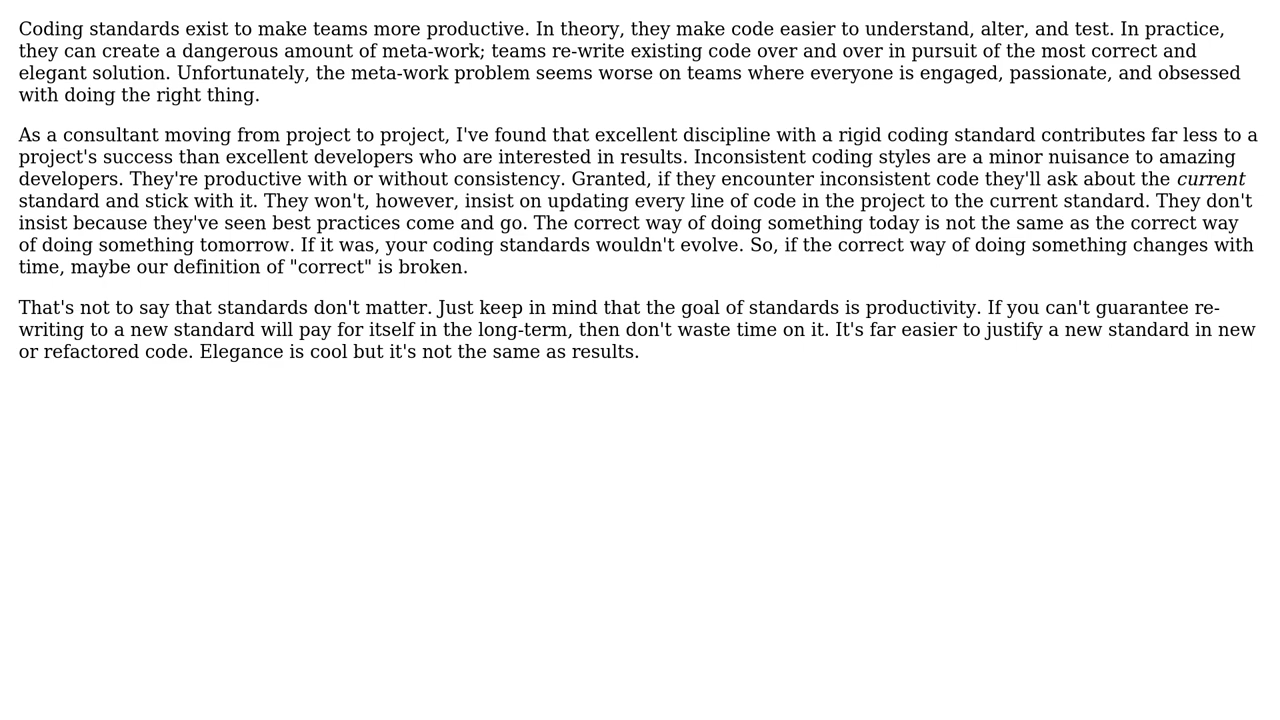 Coding standards exist to make teams more productive. In theory, they make code easier to understand, alter, and test. In practice,
they can create a dangerous amount of meta-work; teams re-write existing code over and over in pursuit of the most correct and
elegant solution. Unfortunately, the meta-work problem seems worse on teams where everyone is engaged, passionate, and obsessed
with doing the right thing.
As a consultant moving from project to project, I've found that excellent discipline with a rigid coding standard contributes far less to a
project's success than excellent developers who are interested in results. Inconsistent coding styles are a minor nuisance to amazing
developers. They're productive with or without consistency. Granted, if they encounter inconsistent code they'll ask about the current
standard and stick with it. They won't, however, insist on updating every line of code in the project to the current standard. They don't
insist because they've seen best practices come and go. The correct way of doing something today is not the same as the correct way
of doing something tomorrow. If it was, your coding standards wouldn't evolve. So, if the correct way of doing something changes with
time, maybe our definition of "correct" is broken.
That's not to say that standards don't matter. Just keep in mind that the goal of standards is productivity. If you can't guarantee re-
writing to a new standard will pay for itself in the long-term, then don't waste time on it. It's far easier to justify a new standard in new
or refactored code. Elegance is cool but it's not the same as results.